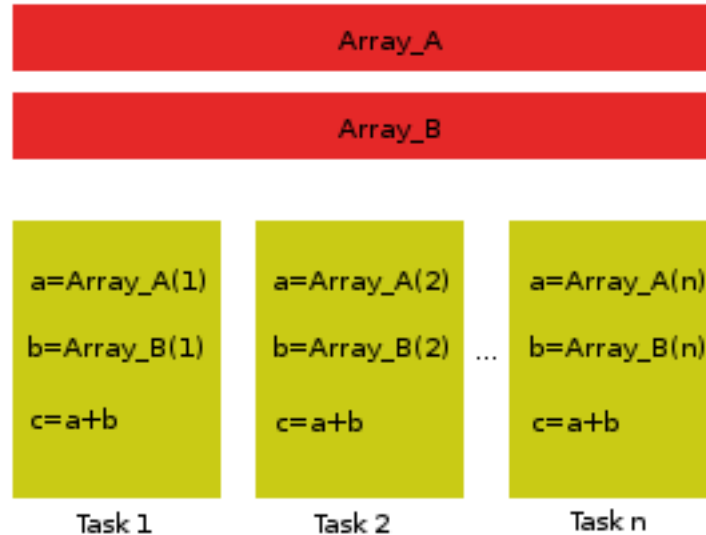 Array_A
Array_B
a=Array_A(1)
b=Array_B(1)
c=a+b
Task 1
a=Array_A(2)
b=Array_B(2)
c=a+b
Task 2
...
a=Array_A(n)
b=Array_B(n)
c=a+b
Task n